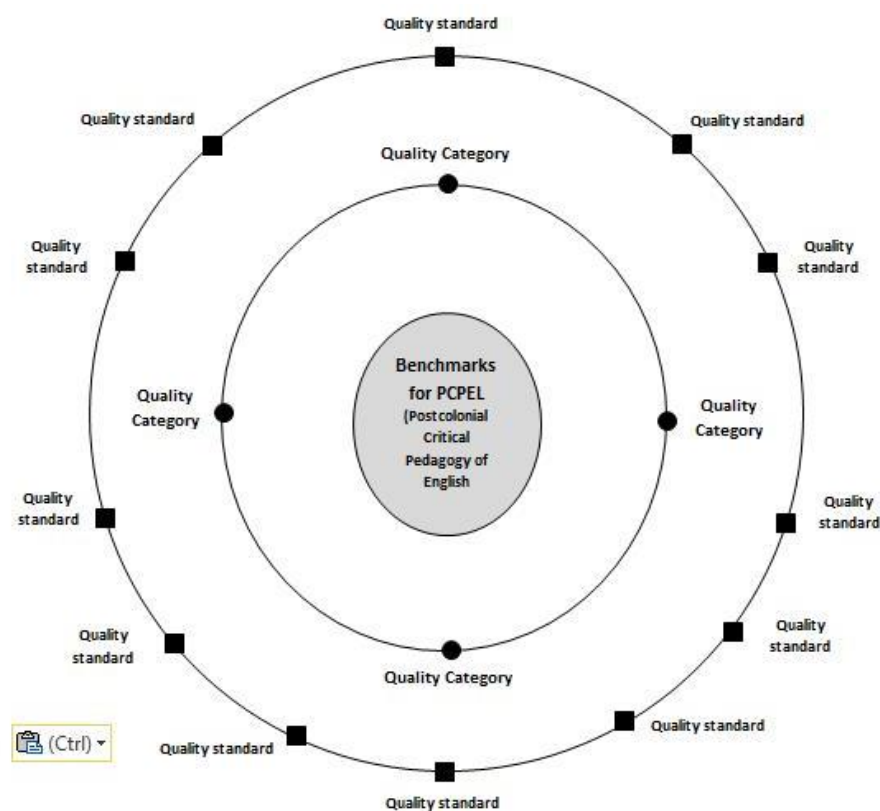 Quality standard
Quality standard
Quality standard
Quality Category
Quality
standard
Quality
standard
Benchmarks
for PCPEL
(Postcolonial
Critical
Pedagogy of
English
Quality
Category
Quality
Category
Quality
standard
Quality
standard
Quality
standard
Quality
standard
Quality Category
Quality standard
(Ctrl)
Quality standard
Quality standard